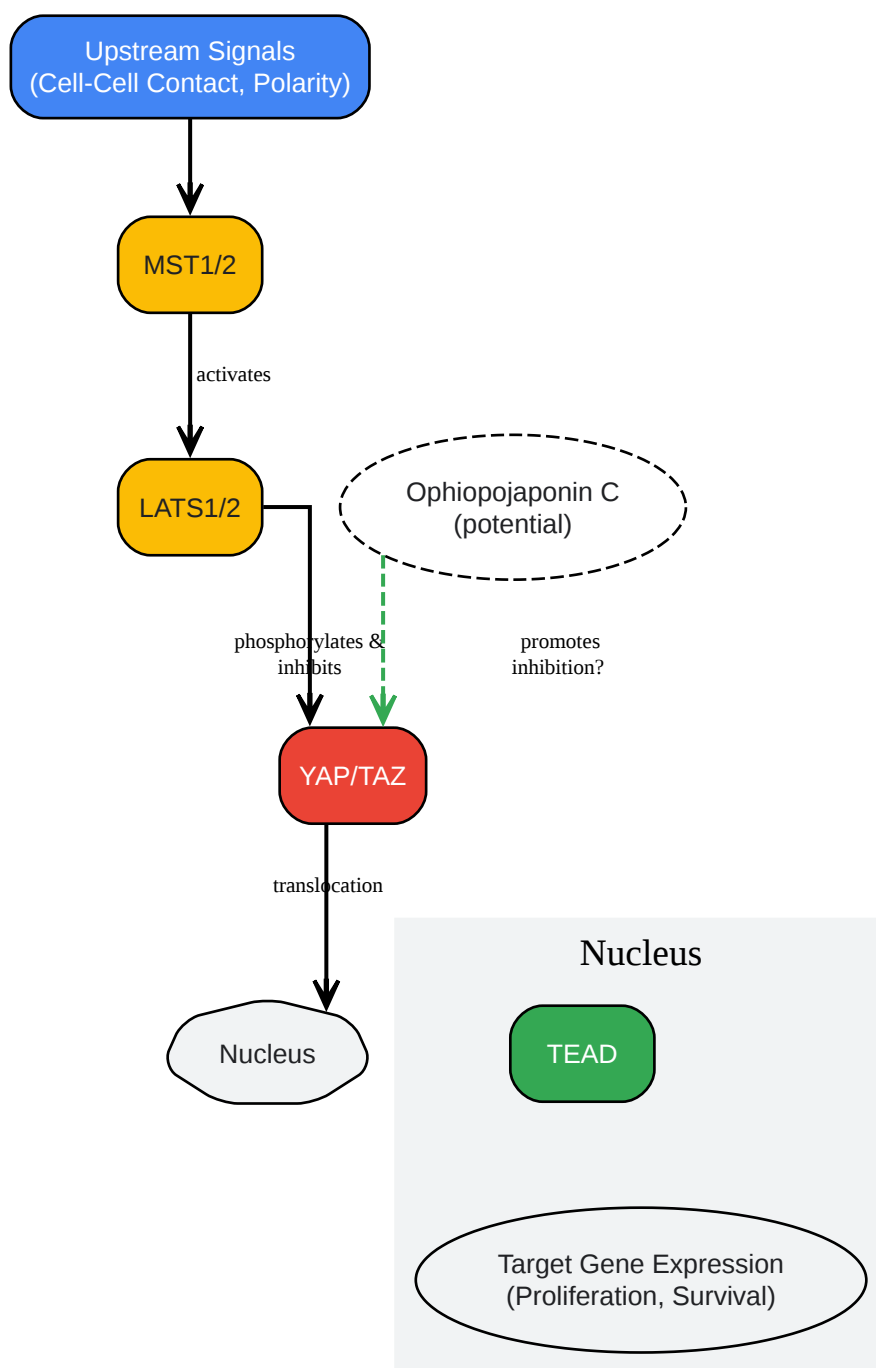 Upstream Signals
(Cell-Cell Contact, Polarity)
MST1/2
activates
LATS1/2
Ophiopojaponin C
(potential)
phosphorylates &
inhibits
promotes
inhibition?
YAP/TAZ
translocation
Nucleus
Nucleus
TEAD
Target Gene Expression
(Proliferation, Survival)